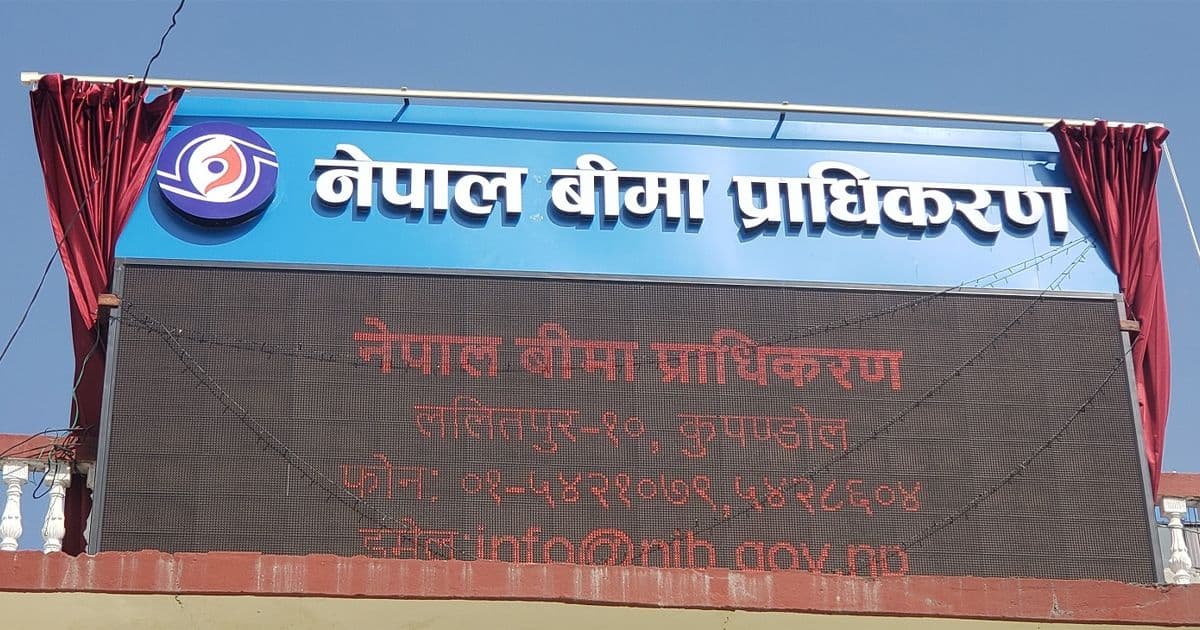 नेपाल बीमा प्राधिकरण
नेपाल बीमा प्राधिकरण
ललितपुर-१०, कुपण्डोल
फोन: ०१-५४२१०७९,५४२८६०४
इमेल:info@nib.gov.np